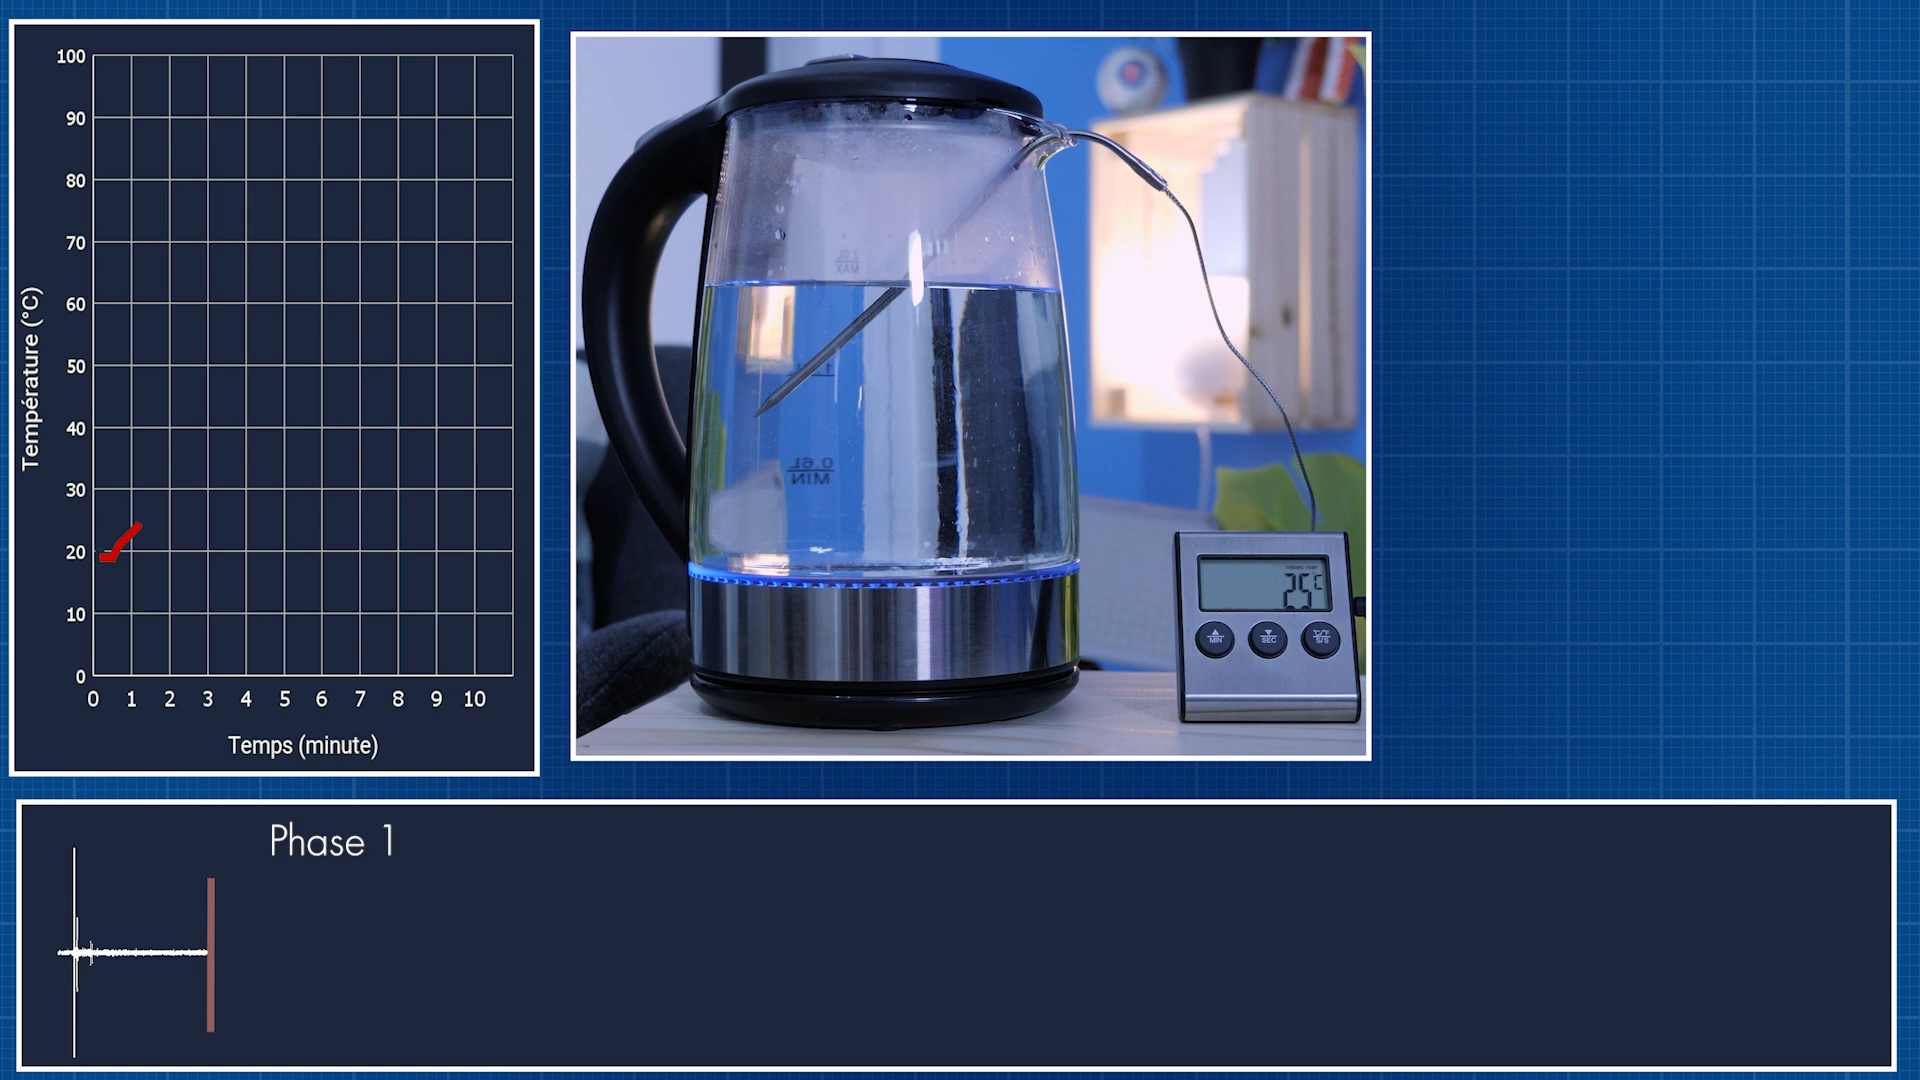 100
90
80
70
60
50
40
30
20
10
0
Température (°C)
0 1 2 3 4 5 6 7 8 9 10
Temps (minute)
2.0L
MAX
0.6L
MIN
25°C
MIN
SEC
°C/°F
S/S
Phase 1